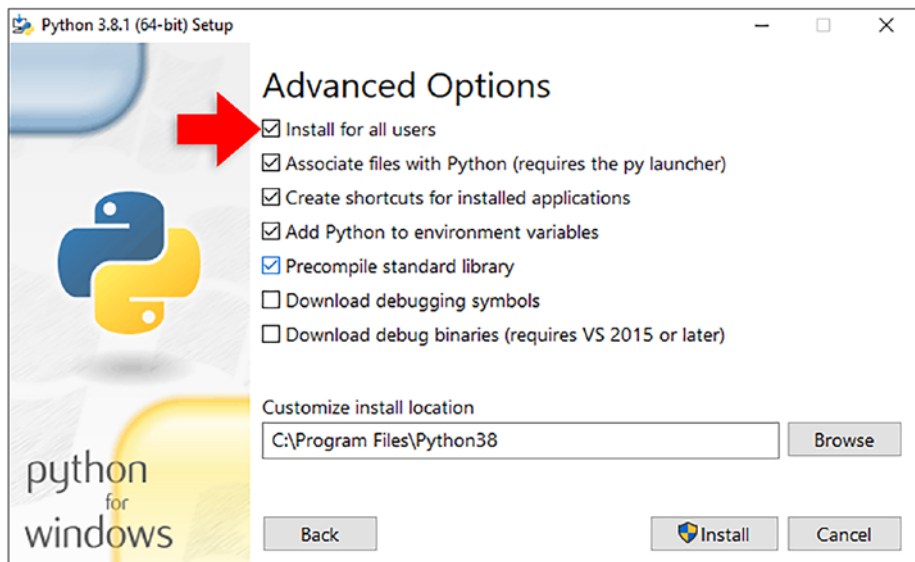 Python 3.8.1 (64-bit) Setup
Advanced Options
Install for all users
Associate files with Python (requires the py launcher)
Create shortcuts for installed applications
Add Python to environment variables
Precompile standard library
Download debugging symbols
Download debug binaries (requires VS 2015 or later)
Customize install location
C:\Program Files\Python38
Browse
python
for
windows
Back
Install
Cancel